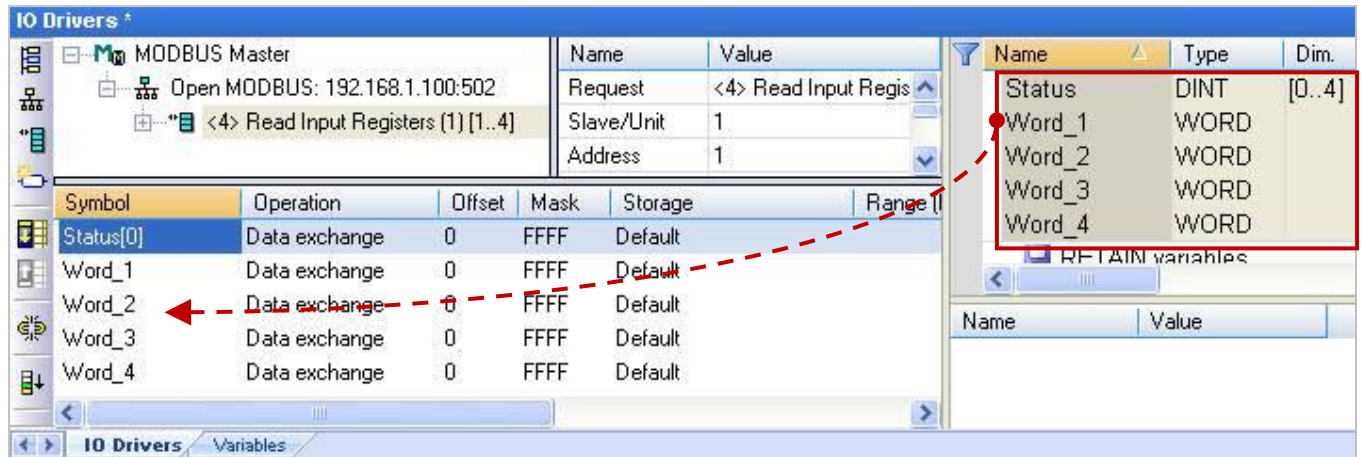 IO Drivers *
MODBUS Master
Open MODBUS: 192.168.1.100:502
<4> Read Input Registers (1) [1..4]
Name Value
Request <4> Read Input Regis
Slave/Unit 1
Address 1
Name Type Dim.
Status DINT [0..4]
Word_1 WORD
Word_2 WORD
Word_3 WORD
Word_4 WORD
RETAIN variables
Symbol Operation Offset Mask Storage Range
Status[0] Data exchange 0 FFFF Default
Word_1 Data exchange 0 FFFF Default
Word_2 Data exchange 0 FFFF Default
Word_3 Data exchange 0 FFFF Default
Word_4 Data exchange 0 FFFF Default
Name Value
IO Drivers Variables